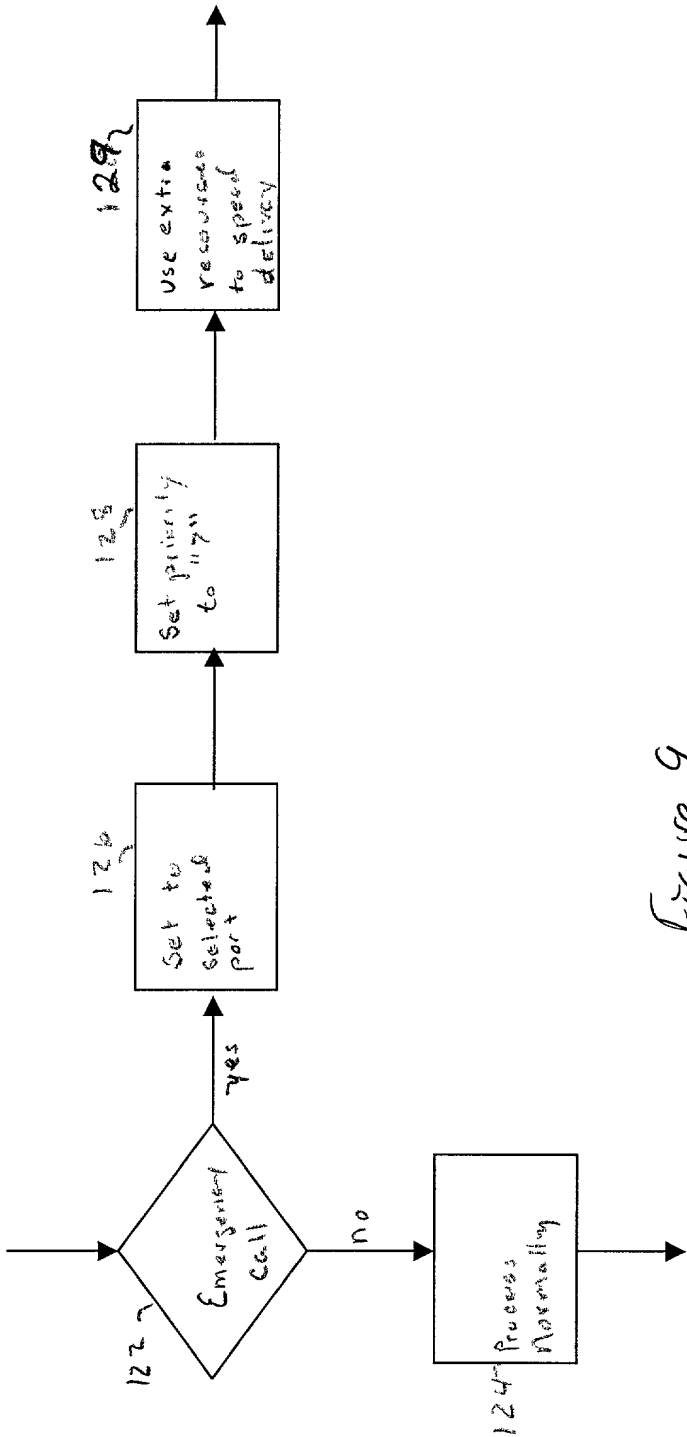 122
Emergency
Call
yes
no
124
Process
Normally
126
Set to
selected
port
128
Set priority
to "7"
129
Use extra
recourses
to speed
delivery
Figure 9